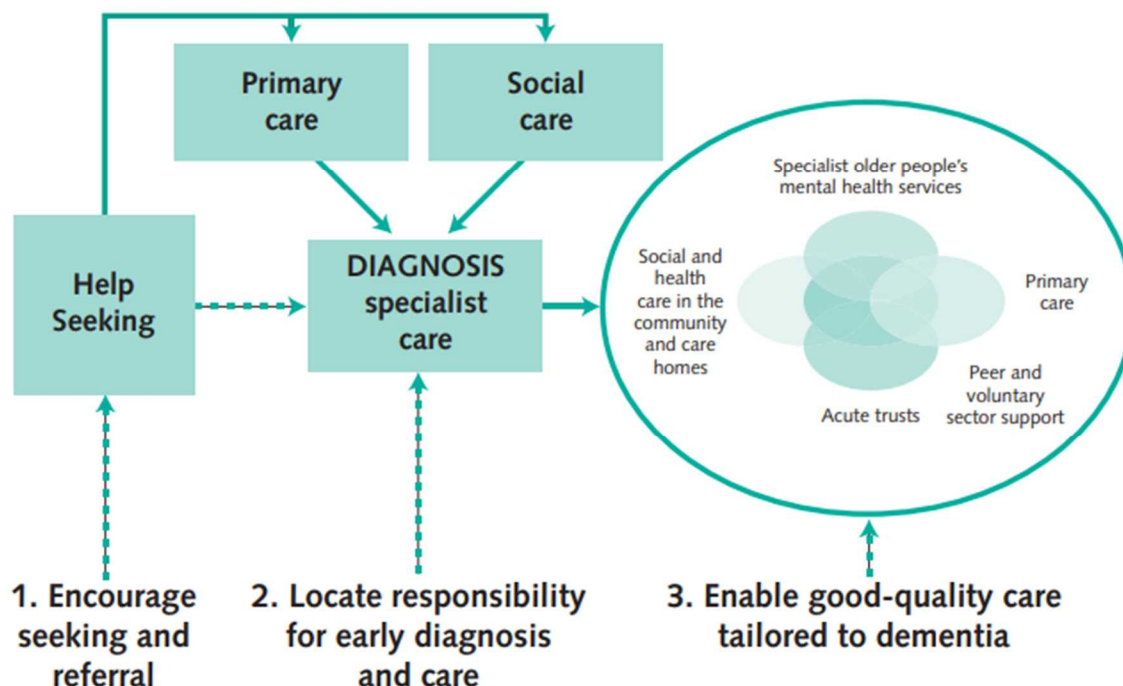 Primary
care
Social
care
Help
Seeking
DIAGNOSIS
specialist
care
Specialist older people's
mental health services
Social and
health
care in the
community
and care
homes
Primary
care
Peer and
voluntary
sector support
Acute trusts
1. Encourage
seeking and
referral
2. Locate responsibility
for early diagnosis
and care
3. Enable good-quality care
tailored to dementia